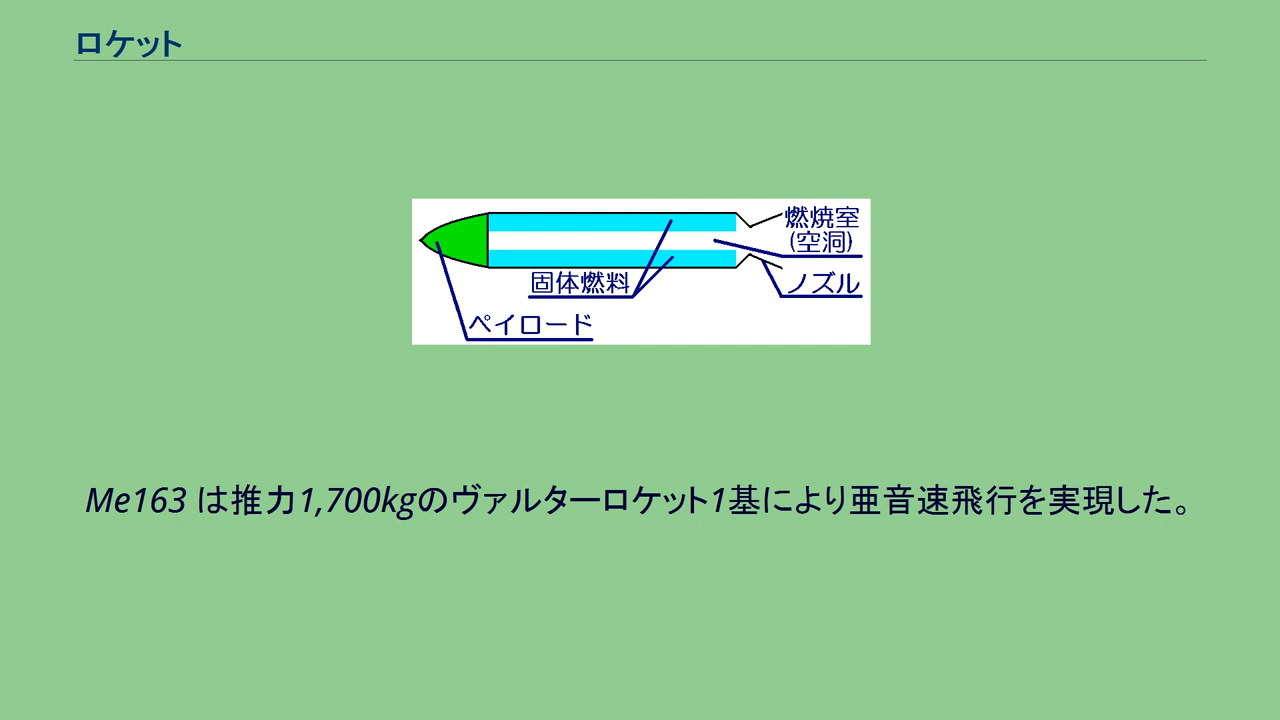 ロケット
燃焼室
(空洞)
固体燃料
ノズル
ペイロード
Me163 は推力1,700kgのヴァルターロケット1基により亜音速飛行を実現した。